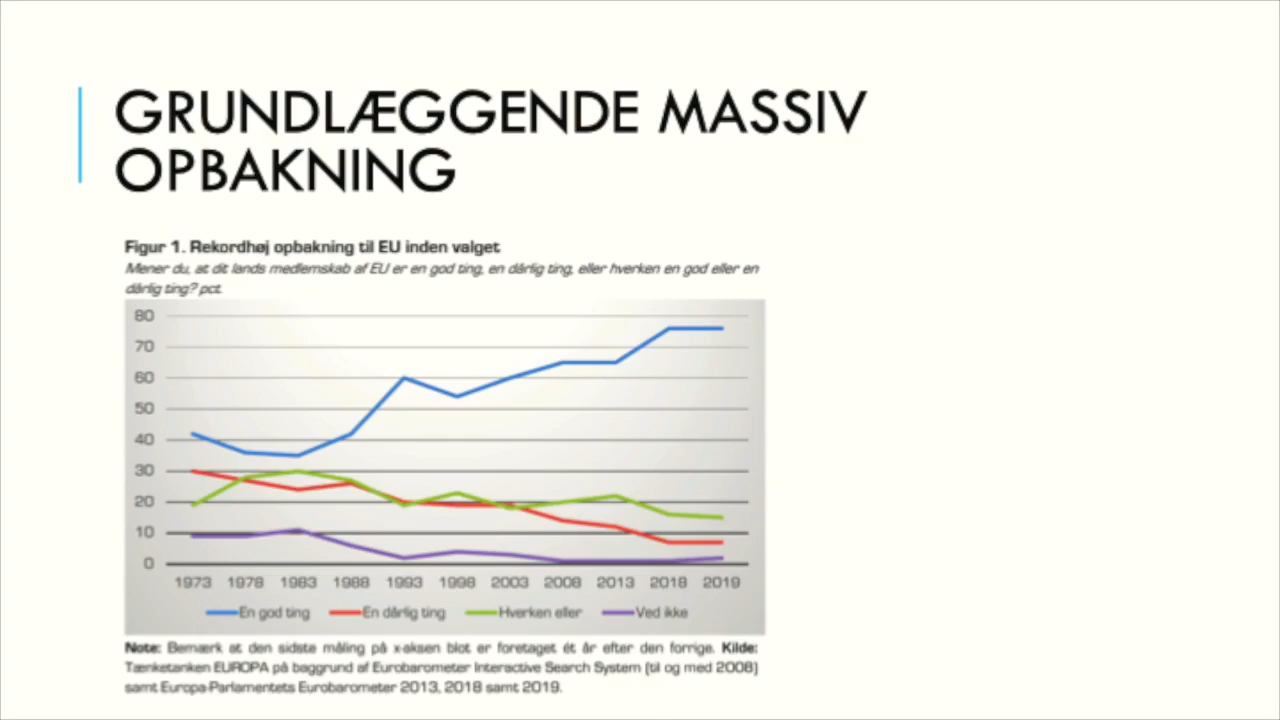 GRUNDLÆGGENDE MASSIV
OPBAKNING
Figur 1. Rekordhøj opbakning til EU inden valget
Mener du, at dit lands medlemskab af EU er en god ting, en dårlig ting, eller hverken en god eller en
dårlig ting? pct.
80
70
60
50
40
30
20
10
0
1973 1978 1983 1988 1993 1998 2003 2008 2013 2018 2019
En god ting En dårlig ting Hverken eller Ved ikke
Note: Bemærk at den sidste måling på x-aksen blot er foretaget ét år efter den forrige. Kilde:
Tænketanken EUROPA på baggrund af Eurobarometer Interactive Search System (til og med 2008)
samt Europa-Parlamentets Eurobarometer 2013, 2018 samt 2019.